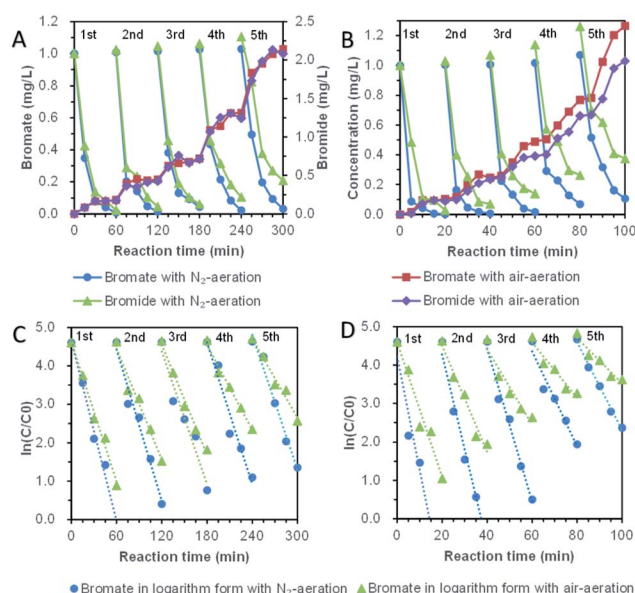 A
1st 2nd 3rd 4th 5th
1.2
1.0
0.8
0.6
0.4
0.2
0.0
Bromate (mg/L)
2.5
2.0
1.5
1.0
0.5
0.0
Bromide (mg/L)
0 60 120 180 240 300
Reaction time (min)
B
1st 2nd 3rd 4th 5th
1.2
1.0
0.8
0.6
0.4
0.2
0.0
Concentration (mg/L)
0 20 40 60 80 100
Reaction time (min)
Bromate with N₂-aeration
Bromate with air-aeration
Bromide with N₂-aeration
Bromide with air-aeration
C
1st 2nd 3rd 4th 5th
5.0
4.0
3.0
2.0
1.0
0.0
ln(C/C0)
0 60 120 180 240 300
Reaction time (min)
D
1st 2nd 3rd 4th 5th
5.0
4.0
3.0
2.0
1.0
0.0
ln(C/C0)
0 20 40 60 80 100
Reaction time (min)
Bromate in logarithm form with N₂-aeration
Bromate in logarithm form with air-aeration